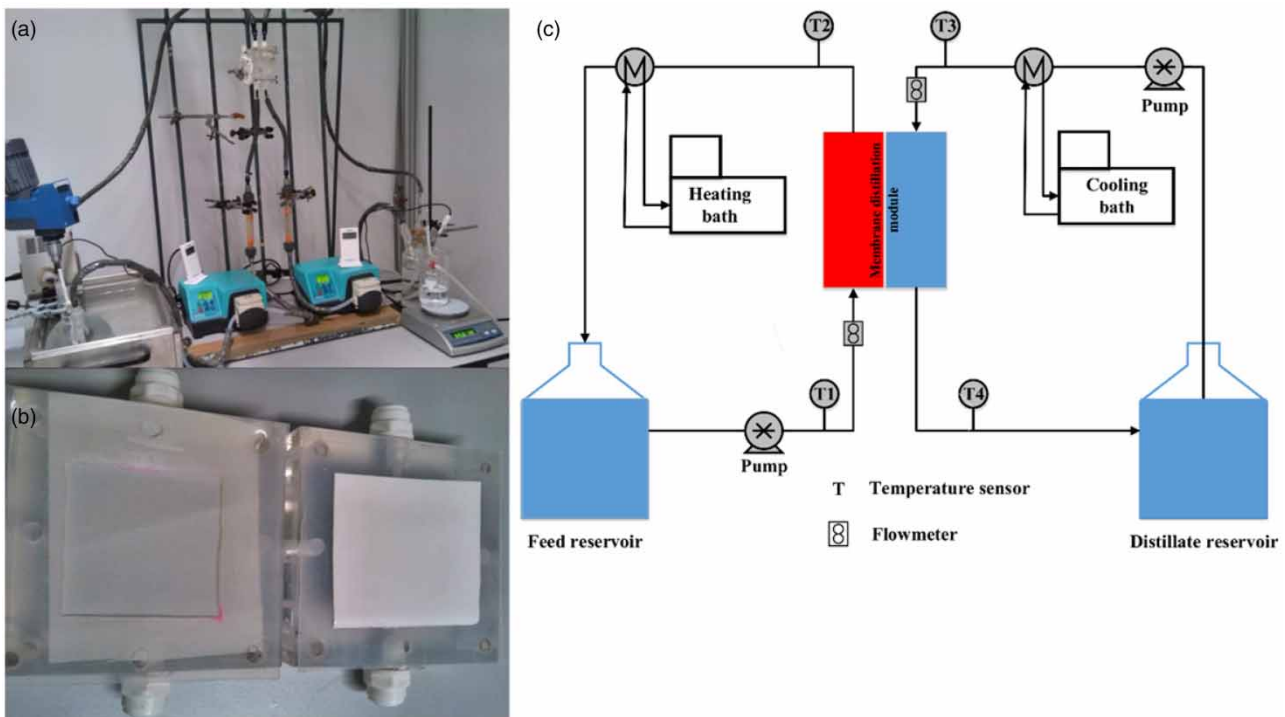 (a)
(b)
(c)
T2
T3
M
M
Pump
Heating
bath
Membrane distillation
module
Cooling
bath
T1
T4
Pump
Feed reservoir
T Temperature sensor
Flowmeter
Distillate reservoir